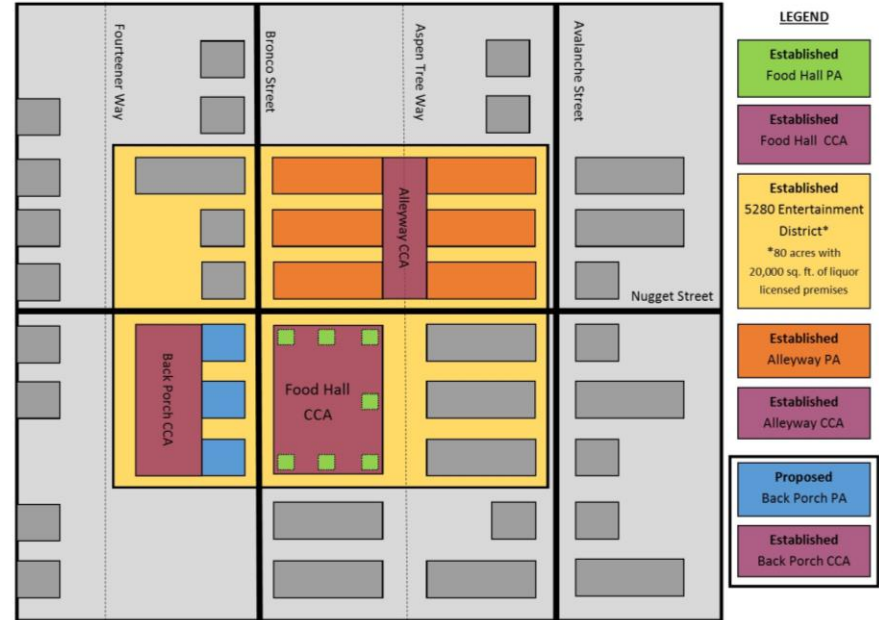 Fourteener Way
Bronco Street
Aspen Tree Way
Avalanche Street
Alleyway CCA
Nugget Street
Back Porch CCA
Food Hall
CCA
LEGEND
Established
Food Hall PA
Established
Food Hall CCA
Established
5280 Entertainment
District*
*80 acres with
20,000 sq. ft. of liquor
licensed premises
Established
Alleyway PA
Established
Alleyway CCA
Proposed
Back Porch PA
Established
Back Porch CCA